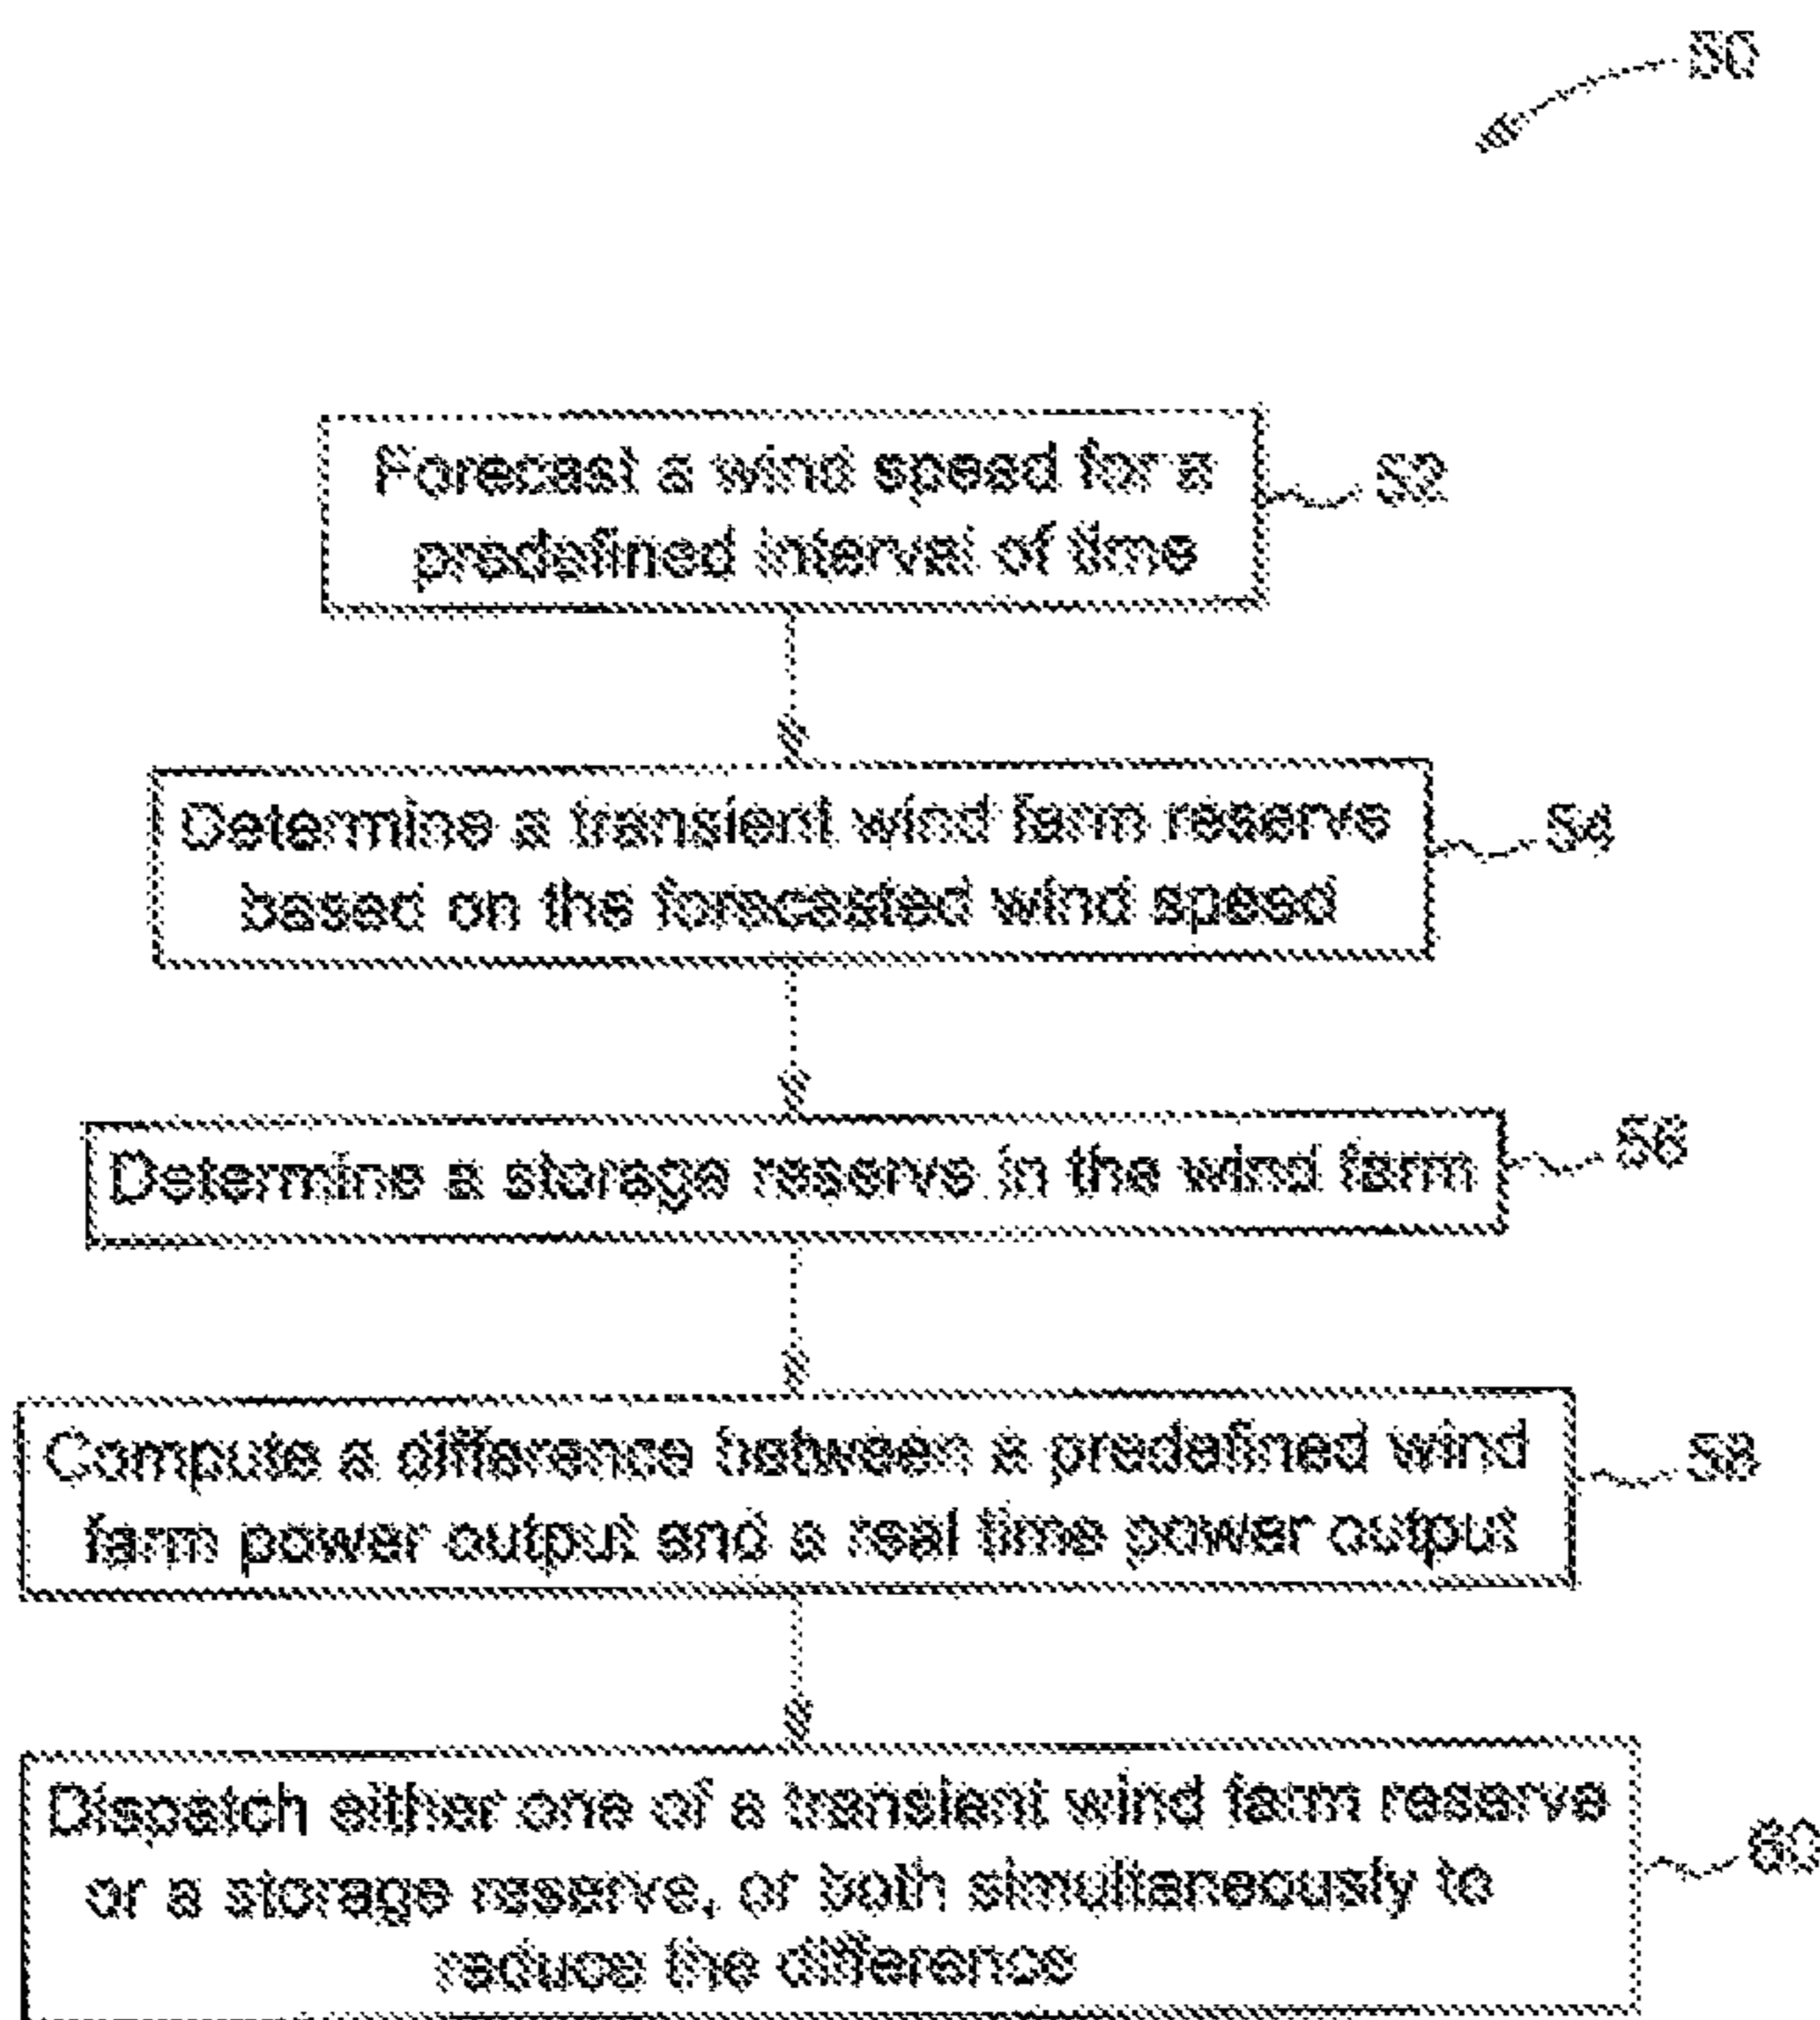 50
Forecast a wind speed for a
predefined interval of time
52
Determine a transient wind farm reserve
based on the forecasted wind speed
54
Determine a storage reserve in the wind farm
56
Compute a difference between a predefined wind
farm power output and a real time power output
58
Dispatch either one of a transient wind farm reserve
or a storage reserve, or both simultaneously to
reduce the difference
60